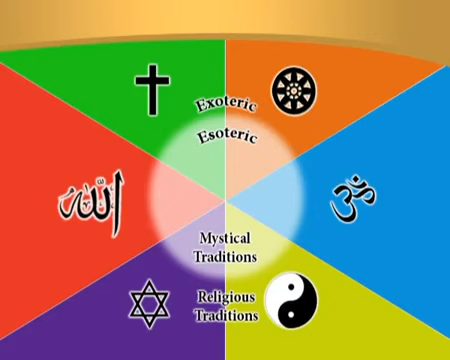 Exoteric
Esoteric
الله
ॐ
Mystical
Traditions
Religious
Traditions